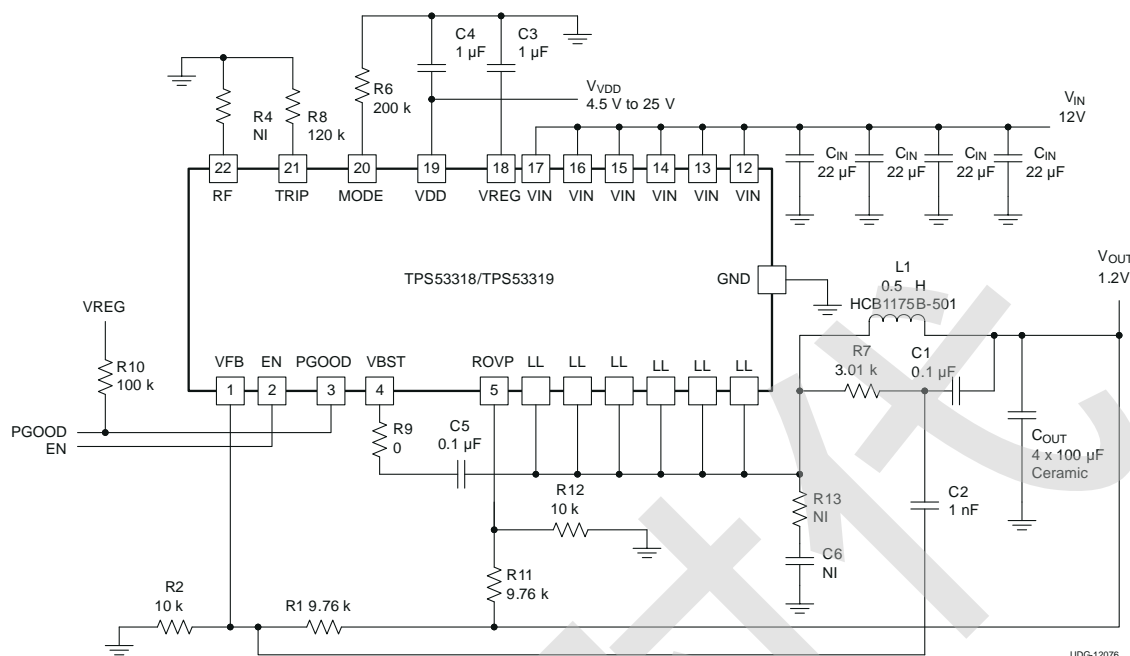 C4
1 µF
C3
1 µF
R6
200 k
VVDD
4.5 V to 25 V
VIN
12V
R4
NI
R8
120 k
22
21
20
19
18
17
16
15
14
13
12
RF
TRIP
MODE
VDD
VREG
VIN
VIN
VIN
VIN
VIN
VIN
CIN
22 µF
CIN
22 µF
CIN
22 µF
CIN
22 µF
TPS53318/TPS53319
GND
VOUT
1.2V
L1
0.5 H
HCB1175B-501
VREG
R10
100 k
VFB
EN
PGOOD
VBST
ROVP
LL
LL
LL
LL
LL
LL
1
2
3
4
5
R7
3.01 k
C1
0.1 µF
PGOOD
EN
R9
0
C5
0.1 µF
COUT
4 x 100 µF
Ceramic
R12
10 k
R13
NI
C2
1 nF
C6
NI
R11
9.76 k
R2
10 k
R1 9.76 k
UDG-12076
代